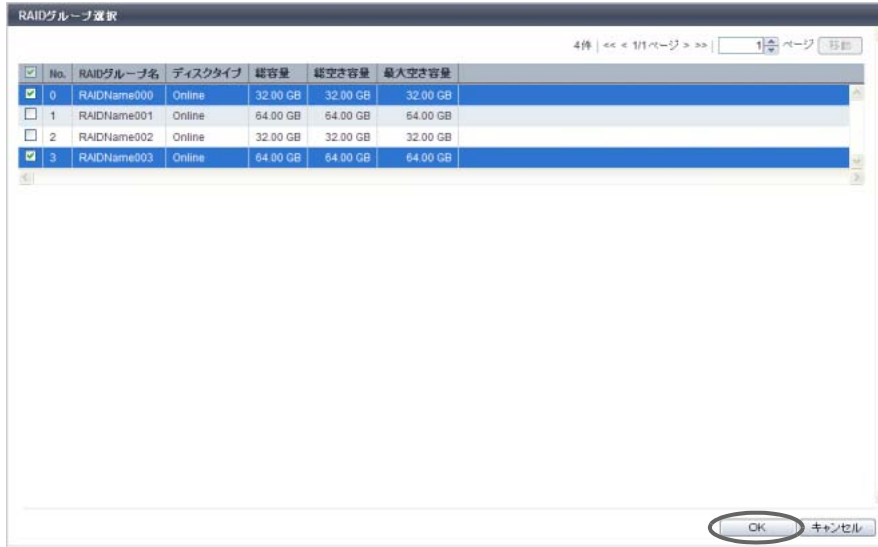 RAIDグループ選択
4件 | << < 1/1ページ > >> | 1 ページ 移動
No. RAIDグループ名 ディスクタイプ 総容量 総空き容量 最大空き容量
0 RAIDName000 Online 32.00 GB 32.00 GB 32.00 GB
1 RAIDName001 Online 64.00 GB 64.00 GB 64.00 GB
2 RAIDName002 Online 32.00 GB 32.00 GB 32.00 GB
3 RAIDName003 Online 64.00 GB 64.00 GB 64.00 GB
OK キャンセル